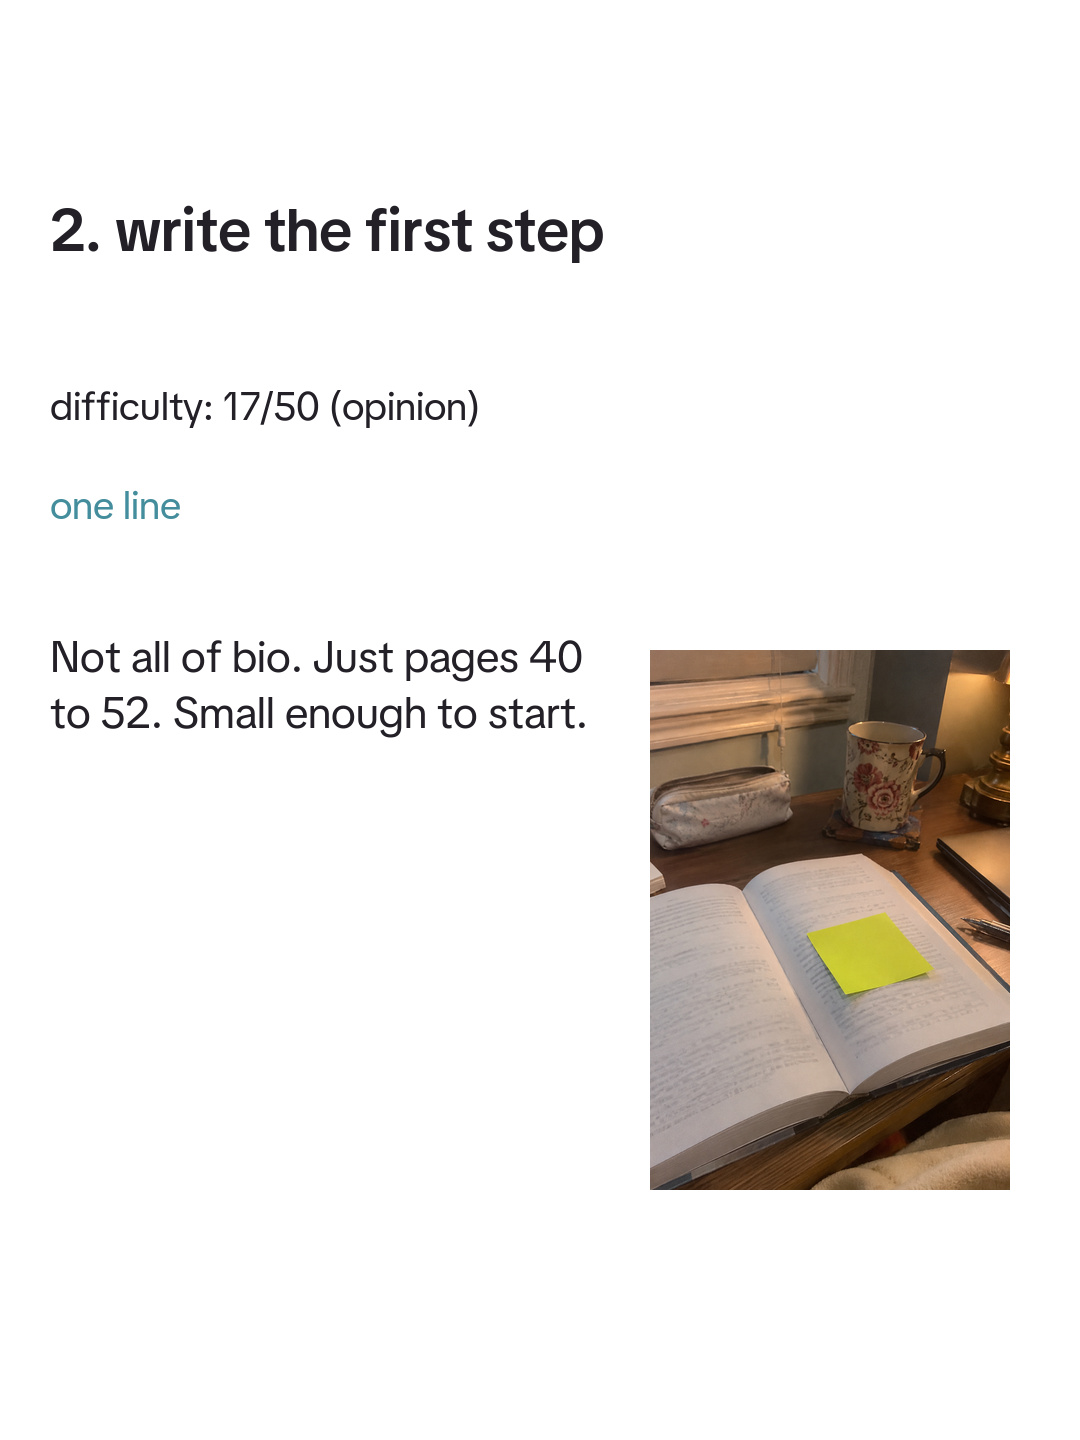 2. write the first step
difficulty: 17/50 (opinion)
one line
Not all of bio. Just pages 40
to 52. Small enough to start.